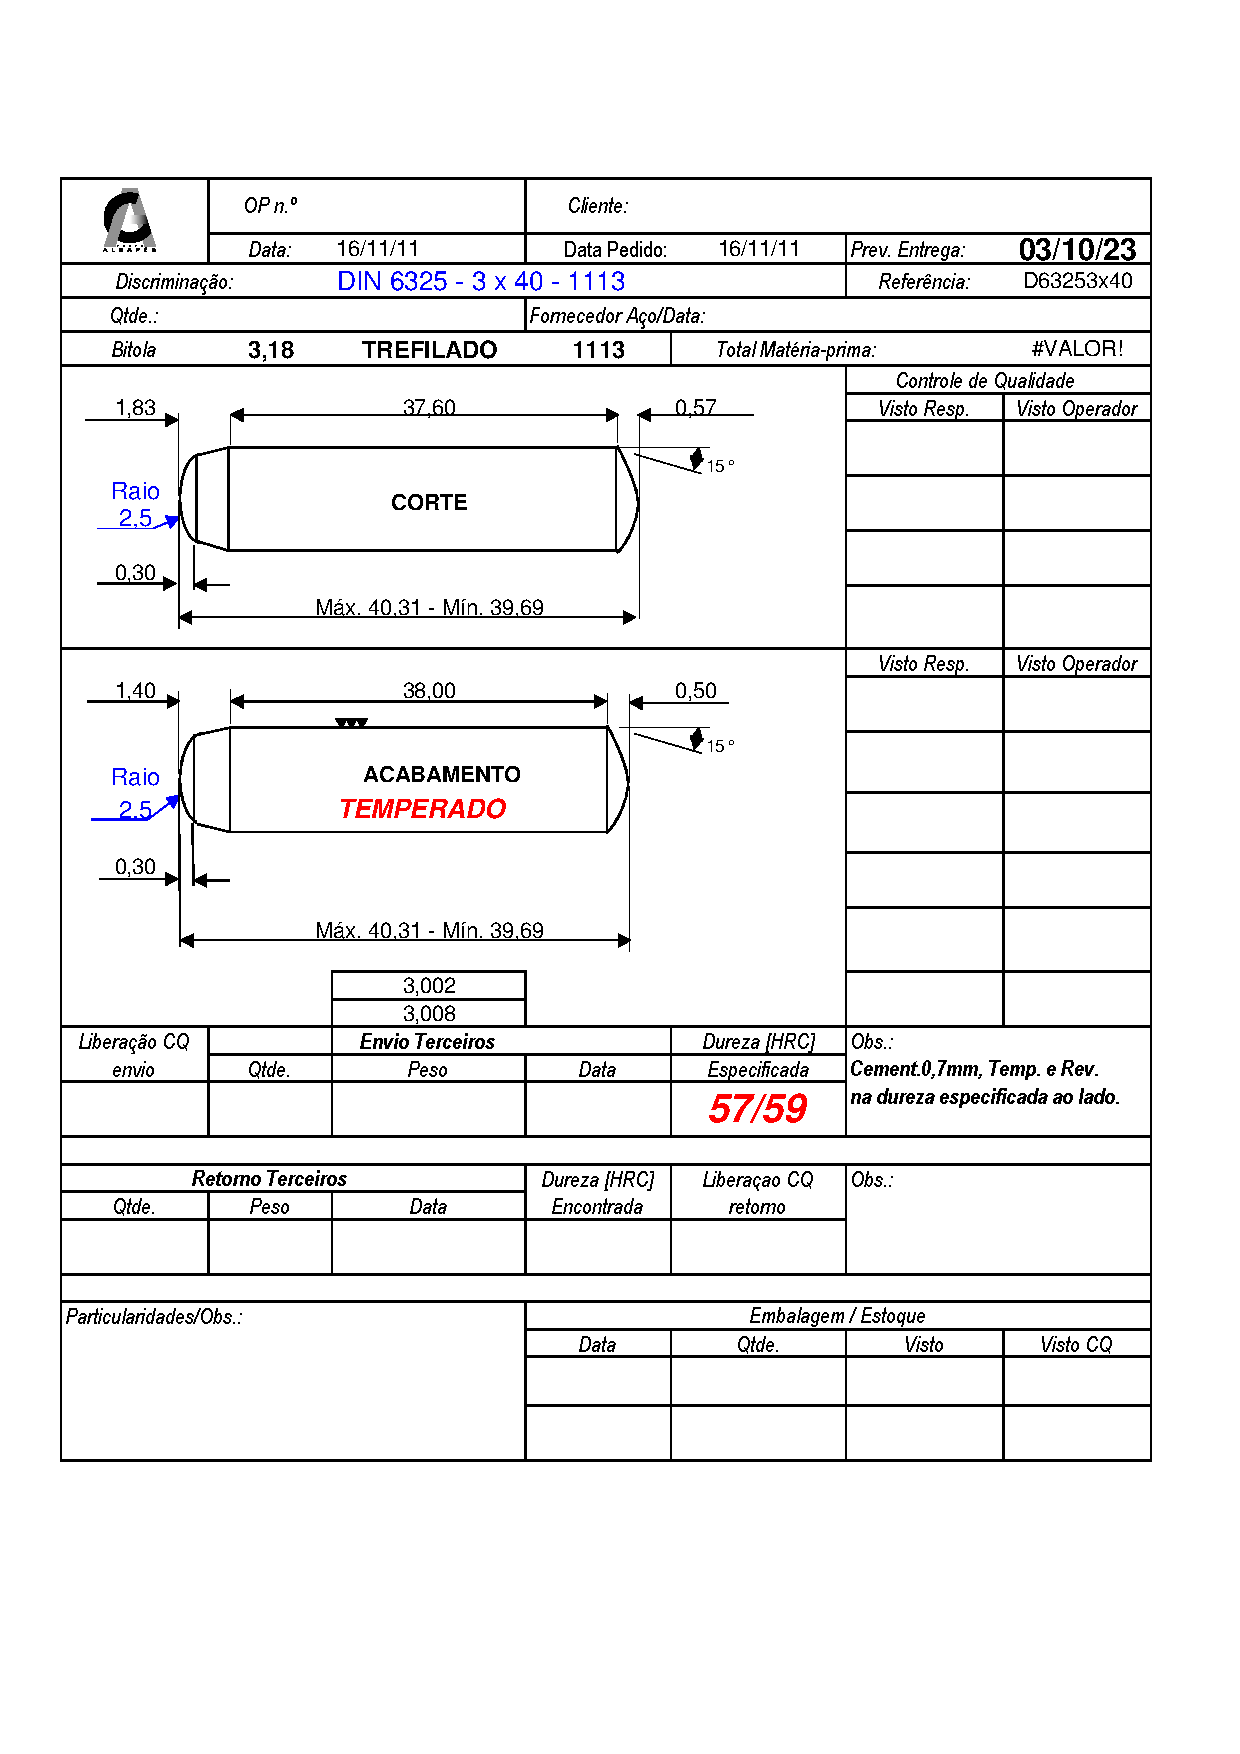 ALBAPES
OP n.º Cliente:
Data: 16/11/11 Data Pedido: 16/11/11 Prev. Entrega: 03/10/23
Discriminação: DIN 6325 - 3 x 40 - 1113 Referência: D63253x40
Qtde.: Fornecedor Aço/Data:
Bitola 3,18 TREFILADO 1113 Total Matéria-prima: #VALOR!
Controle de Qualidade
1,83 37,60 0,57 Visto Resp. Visto Operador
15 º
Raio
2,5
CORTE
0,30
Máx. 40,31 - Mín. 39,69
Visto Resp. Visto Operador
1,40 38,00 0,50
15 º
Raio ACABAMENTO
2,5 TEMPERADO
0,30
Máx. 40,31 - Mín. 39,69
3,002
3,008
Liberação CQ Envio Terceiros Dureza [HRC] Obs.:
envio Qtde. Peso Data Especificada Cement.0,7mm, Temp. e Rev.
57/59 na dureza especificada ao lado.
Retorno Terceiros Dureza [HRC] Liberaçao CQ Obs.:
Qtde. Peso Data Encontrada retorno
Particularidades/Obs.: Embalagem / Estoque
Data Qtde. Visto Visto CQ